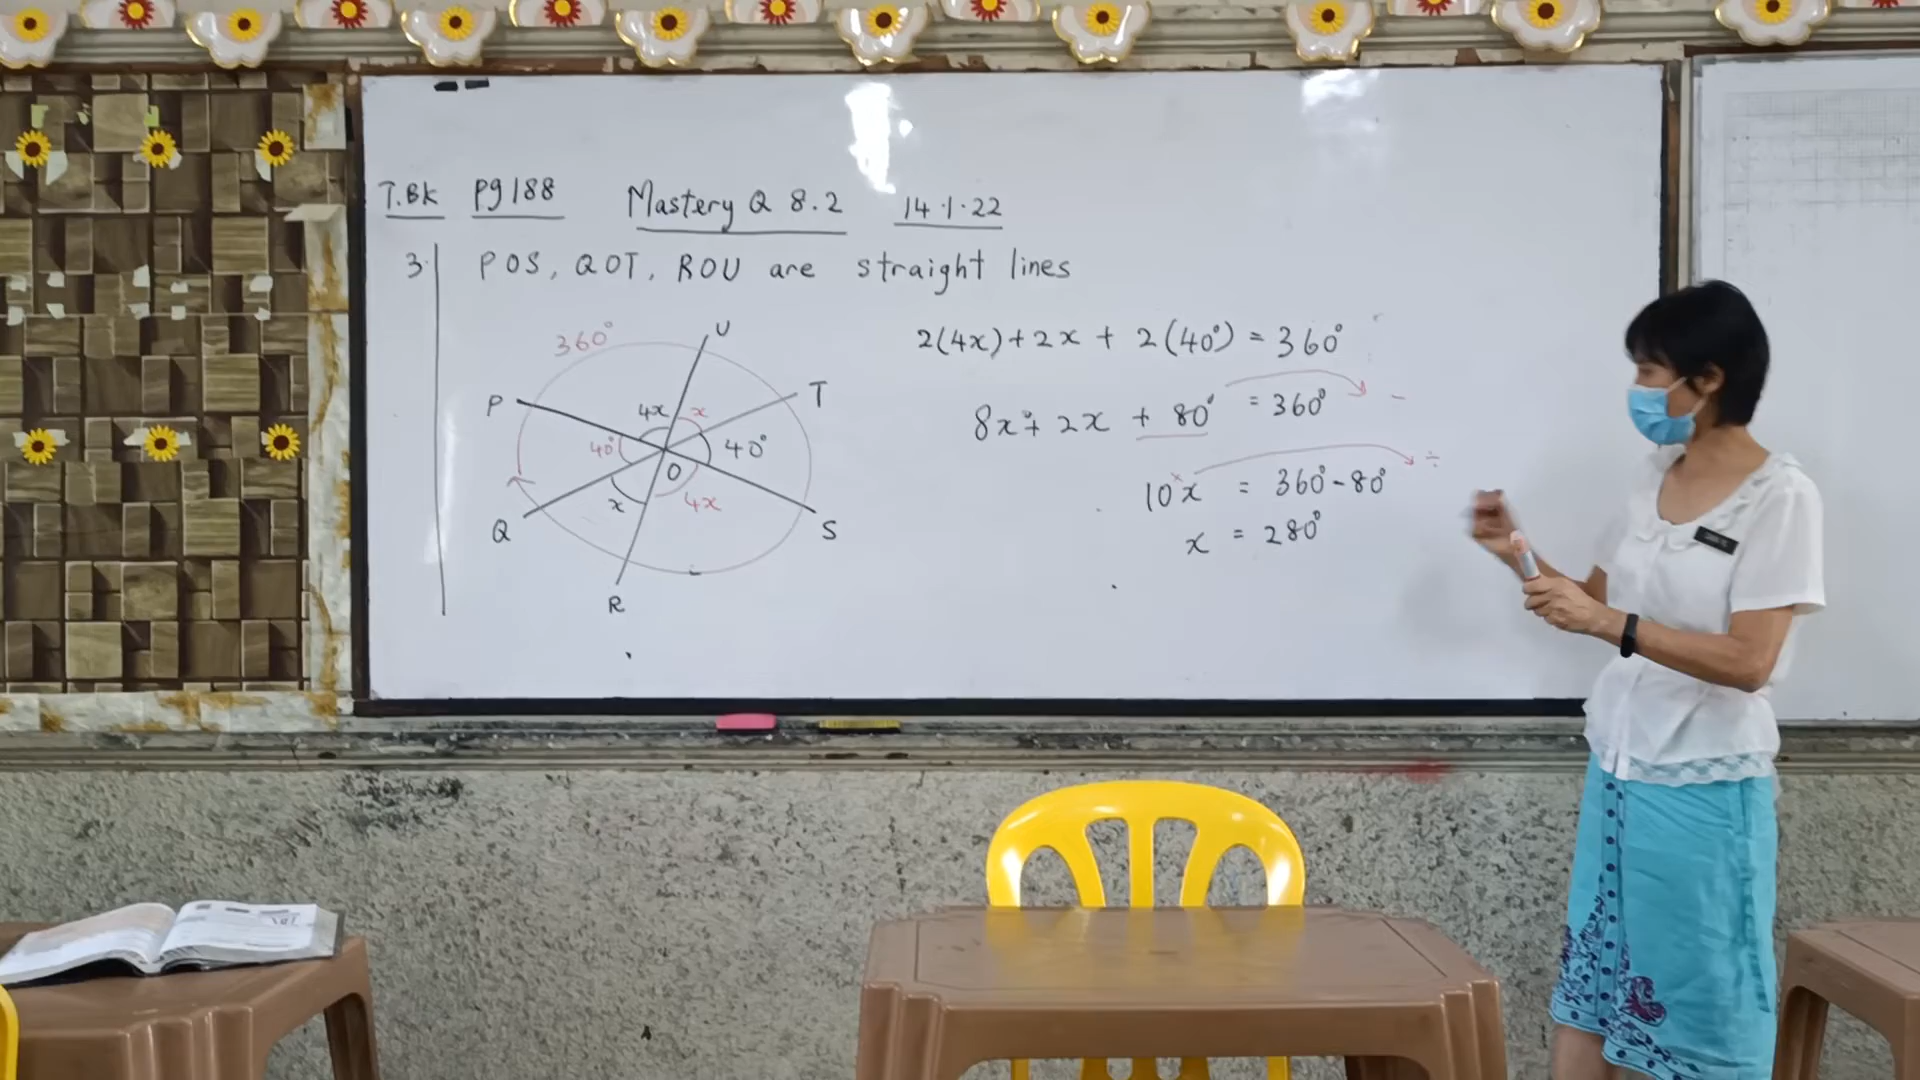 T.Bk Pg 188 Mastery Q 8.2 14.1.22
3. POS, QOT, ROU are straight lines
360°
U
P
T
4x
x
40°
40°
O
x
4x
Q
S
R
2(4x)+2x + 2(40°) = 360°
8x + 2x + 80° = 360° −
10x = 360° - 80° ÷
x = 280°